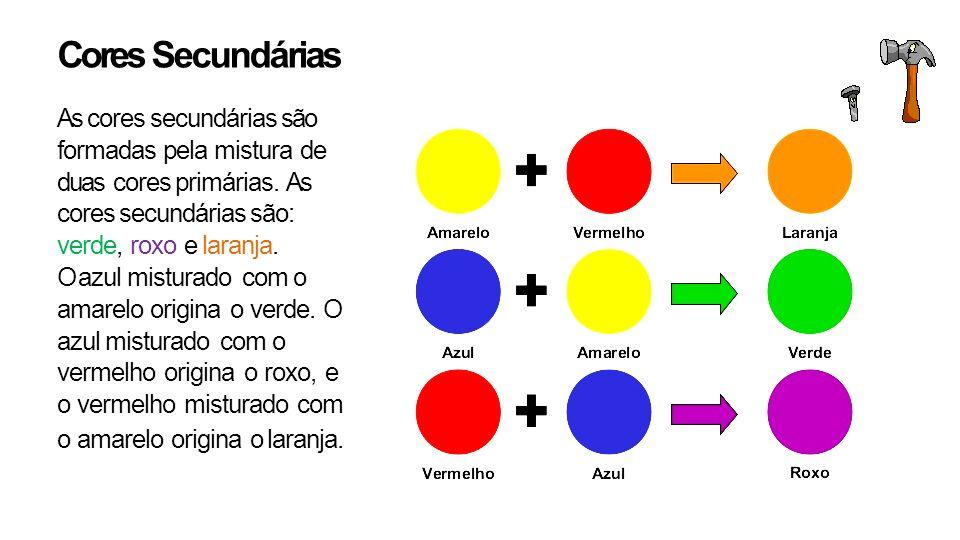 Cores Secundárias
As cores secundárias são
formadas pela mistura de
duas cores primárias. As
cores secundárias são:
verde, roxo e laranja.
O azul misturado com o
amarelo origina o verde. O
azul misturado com o
vermelho origina o roxo, e
o vermelho misturado com
o amarelo origina o laranja.
Amarelo Vermelho Laranja
Azul Amarelo Verde
Vermelho Azul Roxo